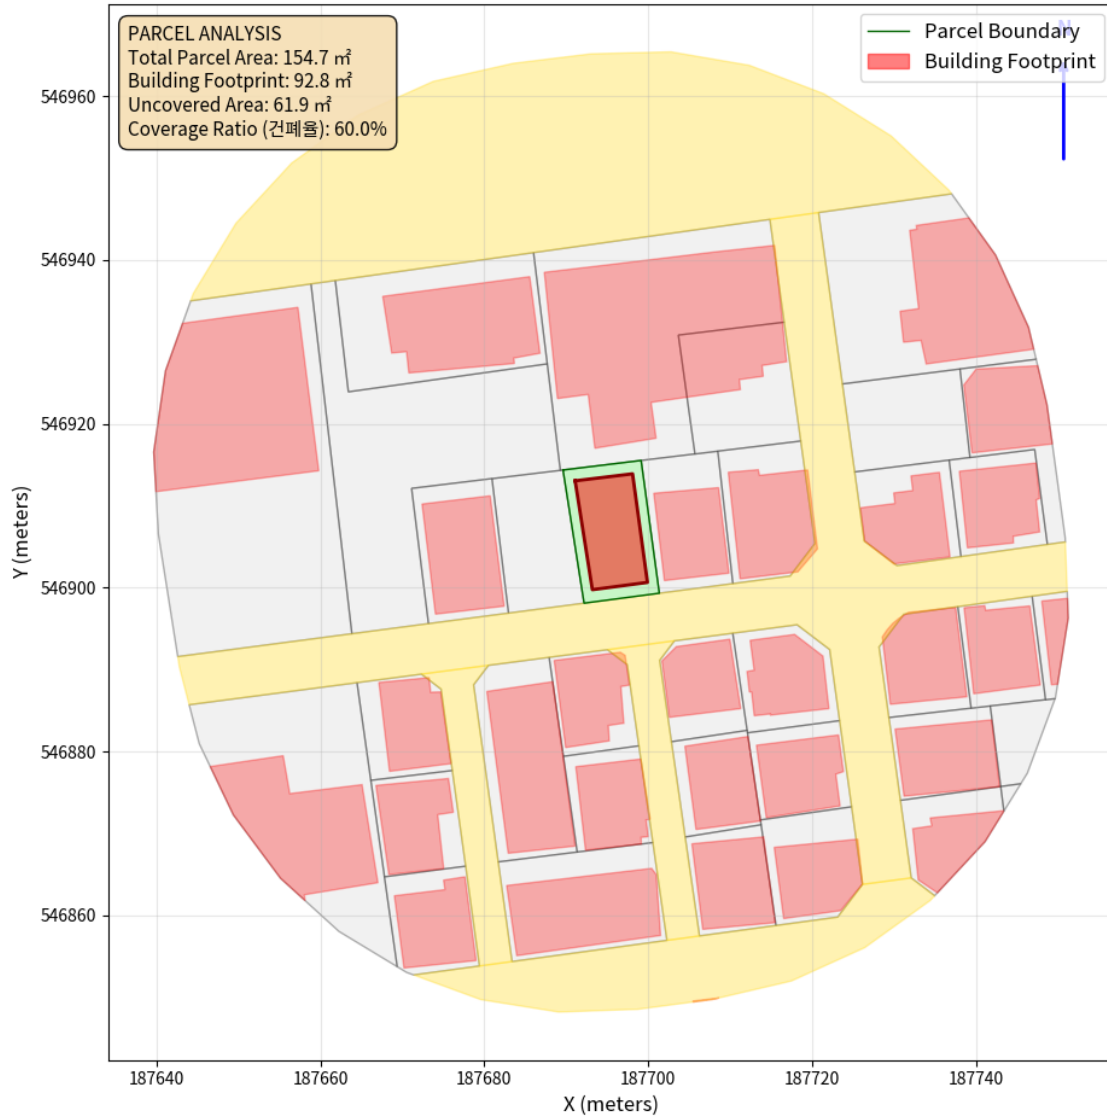 PARCEL ANALYSIS
Total Parcel Area: 154.7 ㎡
Building Footprint: 92.8 ㎡
Uncovered Area: 61.9 ㎡
Coverage Ratio (건폐율): 60.0%
Parcel Boundary
Building Footprint
N
546960
546940
546920
546900
546880
546860
Y (meters)
187640
187660
187680
187700
187720
187740
X (meters)